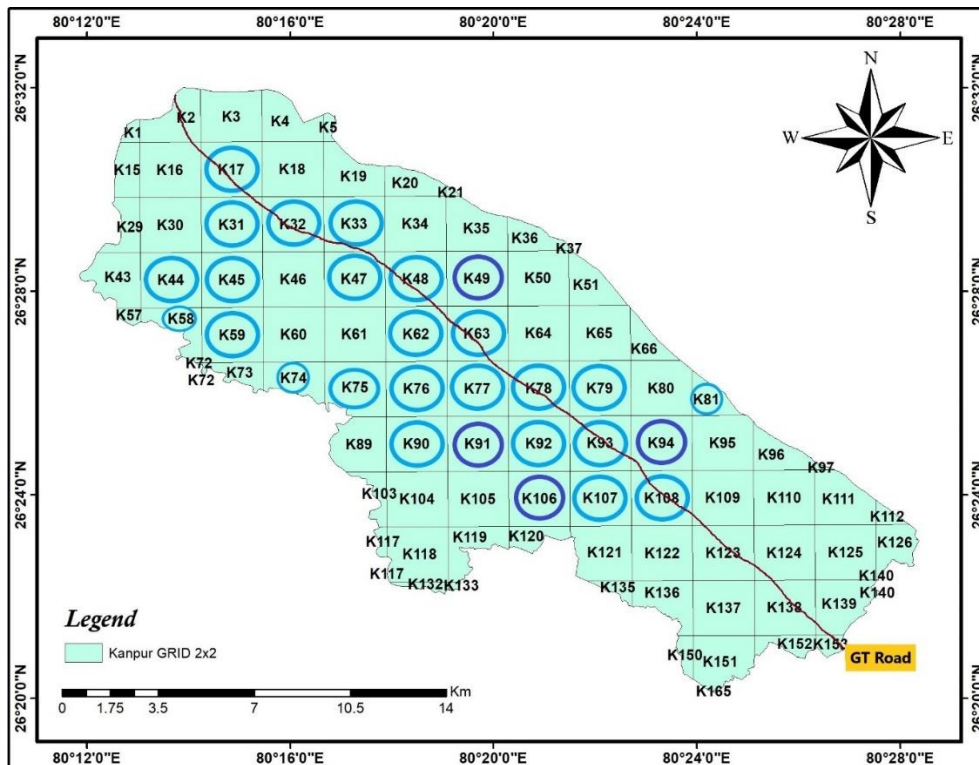 80°12'0"E 80°16'0"E 80°20'0"E 80°24'0"E 80°28'0"E
26°32'0"N 26°32'0"N
N
W E
S
K1 K2 K3 K4 K5
K15 K16 K17 K18 K19 K20 K21
K29 K30 K31 K32 K33 K34 K35 K36 K37
26°28'0"N 26°28'0"N
K43 K44 K45 K46 K47 K48 K49 K50 K51
K57 K58 K59 K60 K61 K62 K63 K64 K65 K66
K72 K72 K73 K74 K75 K76 K77 K78 K79 K80 K81
K89 K90 K91 K92 K93 K94 K95 K96 K97
26°24'0"N 26°24'0"N
K103 K104 K105 K106 K107 K108 K109 K110 K111 K112
K117 K118 K119 K120 K121 K122 K123 K124 K125 K126
K117 K132 K133 K135 K136 K137 K138 K139 K140
K140
K150 K151 K152 K153
K165
GT Road
Legend
Kanpur GRID 2x2
Km
0 1.75 3.5 7 10.5 14
26°20'0"N 26°20'0"N
80°12'0"E 80°16'0"E 80°20'0"E 80°24'0"E 80°28'0"E